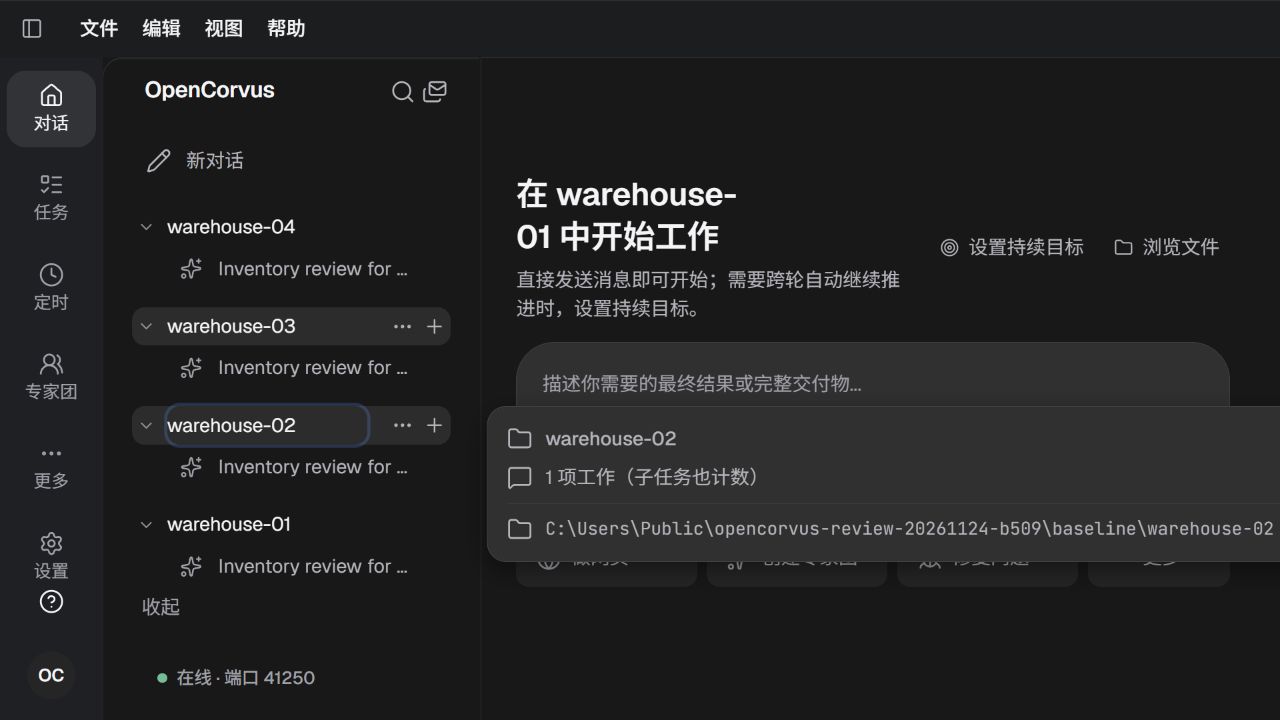 文件 编辑 视图 帮助
对话
任务
定时
专家团
更多
设置
OC
OpenCorvus
新对话
warehouse-04
Inventory review for ...
warehouse-03
Inventory review for ...
warehouse-02
Inventory review for ...
warehouse-01
Inventory review for ...
收起
在线 · 端口 41250
在 warehouse-
01 中开始工作
直接发送消息即可开始；需要跨轮自动继续推
进时，设置持续目标。
设置持续目标 浏览文件
描述你需要的最终结果或完整交付物...
warehouse-02
1 项工作（子任务也计数）
C:\Users\Public\opencorvus-review-20261124-b509\baseline\warehouse-02